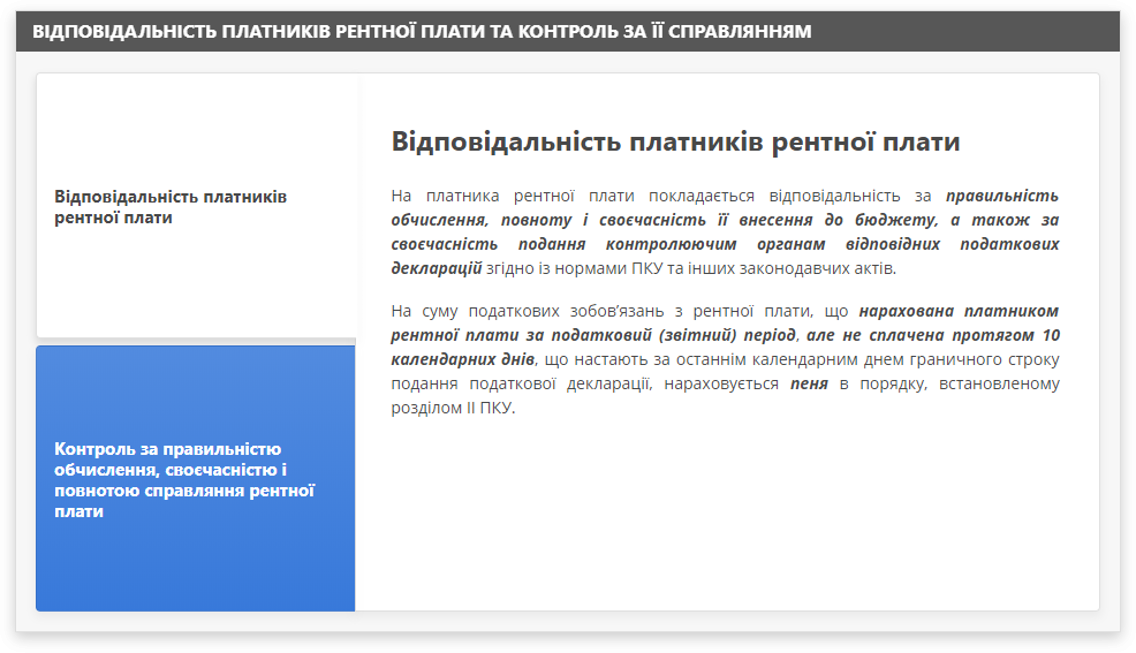 ВІДПОВІДАЛЬНІСТЬ ПЛАТНИКІВ РЕНТНОЇ ПЛАТИ ТА КОНТРОЛЬ ЗА ЇЇ СПРАВЛЯННЯМ
Відповідальність платників
рентної плати
Контроль за правильністю
обчислення, своєчасністю і
повнотою справляння рентної
плати
Відповідальність платників рентної плати
На платника рентної плати покладається відповідальність за правильність
обчислення, повноту і своєчасність її внесення до бюджету, а також за
своєчасність подання контролюючим органам відповідних податкових
декларацій згідно із нормами ПКУ та інших законодавчих актів.
На суму податкових зобов’язань з рентної плати, що нарахована платником
рентної плати за податковий (звітний) період, але не сплачена протягом 10
календарних днів, що настають за останнім календарним днем граничного строку
подання податкової декларації, нараховується пеня в порядку, встановленому
розділом II ПКУ.